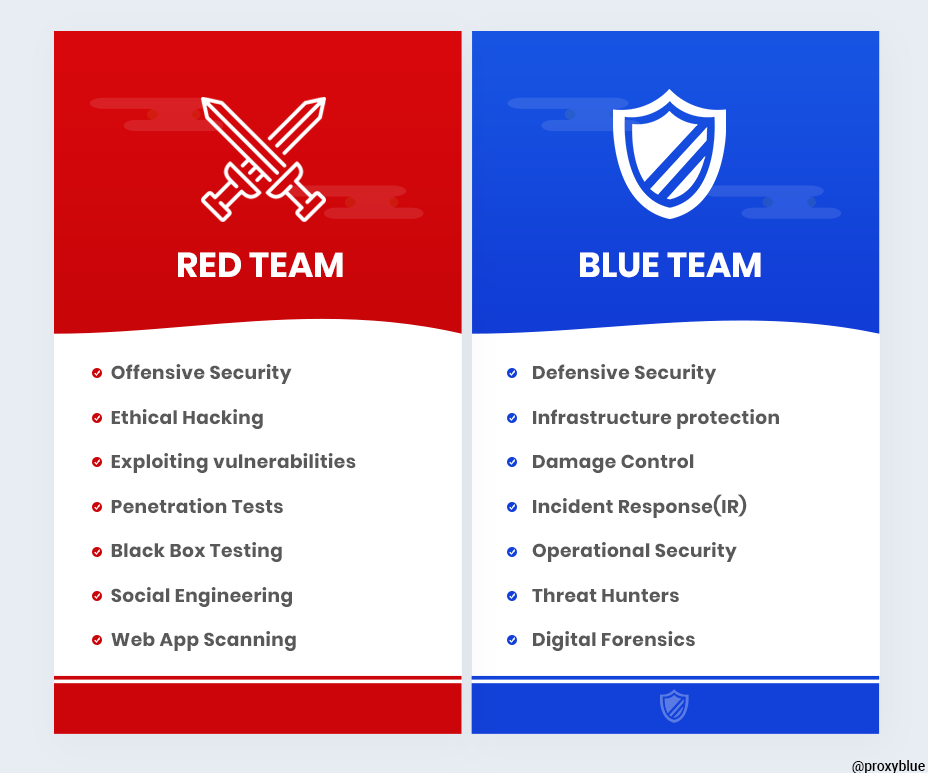 RED TEAM
Offensive Security
Ethical Hacking
Exploiting vulnerabilities
Penetration Tests
Black Box Testing
Social Engineering
Web App Scanning
BLUE TEAM
Defensive Security
Infrastructure protection
Damage Control
Incident Response(IR)
Operational Security
Threat Hunters
Digital Forensics
@proxyblue